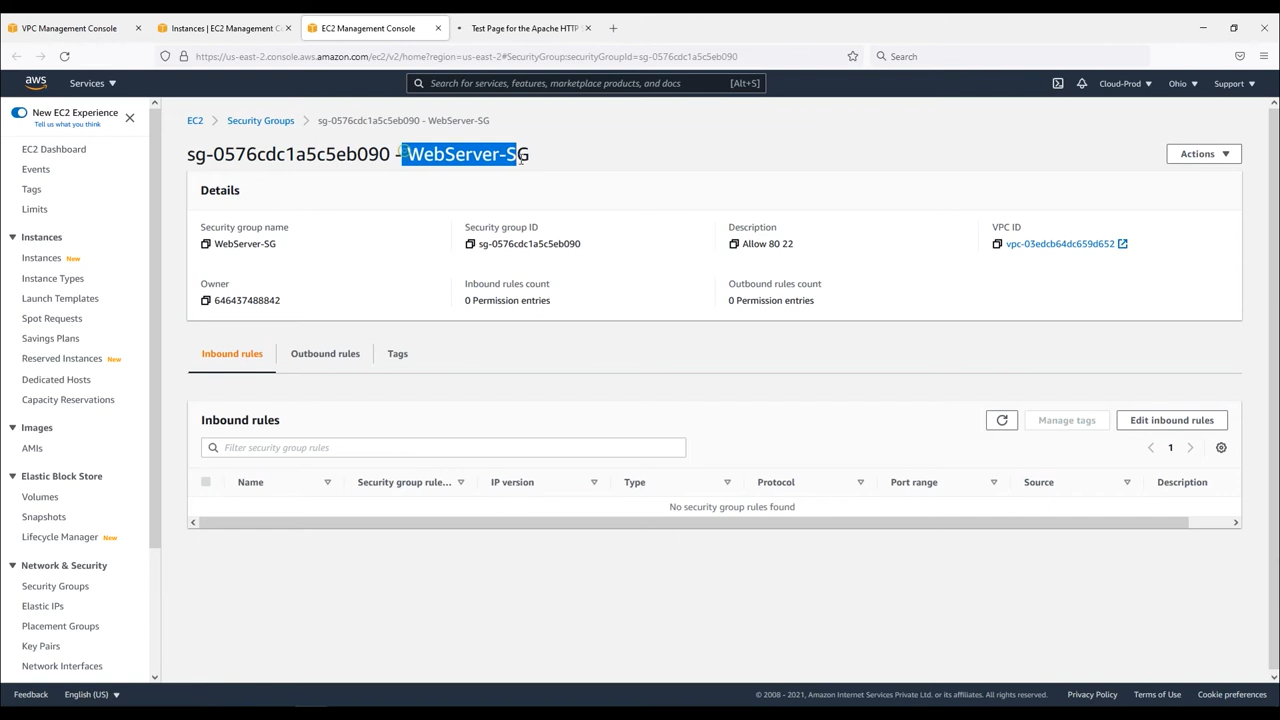 VPC Management Console
Instances | EC2 Management C
EC2 Management Console
Test Page for the Apache HTTP
https://us-east-2.console.aws.amazon.com/ec2/v2/home?region=us-east-2#SecurityGroup:securityGroupId=sg-0576cdc1a5c5eb090
Search
aws
Services
Search for services, features, marketplace products, and docs
[Alt+S]
Cloud-Prod
Ohio
Support
New EC2 Experience
Tell us what you think
EC2 Dashboard
Events
Tags
Limits
Instances
Instances New
Instance Types
Launch Templates
Spot Requests
Savings Plans
Reserved Instances New
Dedicated Hosts
Capacity Reservations
Images
AMIs
Elastic Block Store
Volumes
Snapshots
Lifecycle Manager New
Network & Security
Security Groups
Elastic IPs
Placement Groups
Key Pairs
Network Interfaces
EC2 > Security Groups > sg-0576cdc1a5c5eb090 - WebServer-SG
sg-0576cdc1a5c5eb090 - WebServer-SG
Actions
Details
Security group name
WebServer-SG
Security group ID
sg-0576cdc1a5c5eb090
Description
Allow 80 22
VPC ID
vpc-03edcb64dc659d652
Owner
646437488842
Inbound rules count
0 Permission entries
Outbound rules count
0 Permission entries
Inbound rules
Outbound rules
Tags
Inbound rules
Manage tags
Edit inbound rules
Filter security group rules
1
Name
Security group rule...
IP version
Type
Protocol
Port range
Source
Description
No security group rules found
Feedback
English (US)
© 2008 - 2021, Amazon Internet Services Private Ltd. or its affiliates. All rights reserved.
Privacy Policy
Terms of Use
Cookie preferences